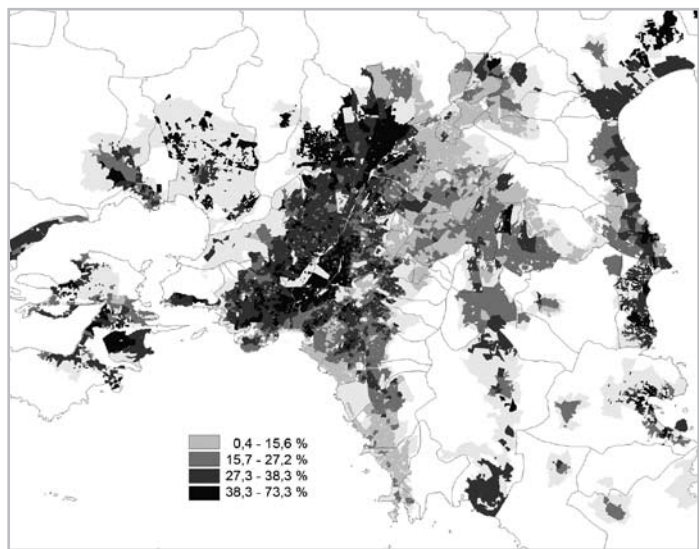 0,4 - 15,6 %
15,7 - 27,2 %
27,3 - 38,3 %
38,3 - 73,3 %